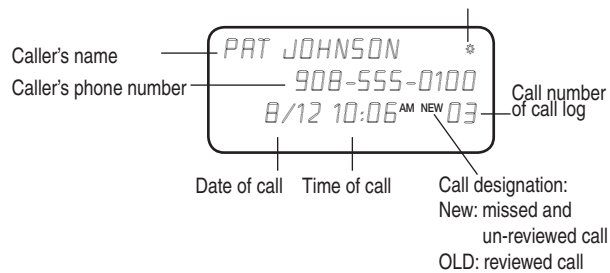 Caller's name
PAT JOHNSON *
Caller's phone number
908-555-0100
8/12 10:06 AM NEW 03
Call number
of call log
Date of call
Time of call
Call designation:
New: missed and
un-reviewed call
OLD: reviewed call